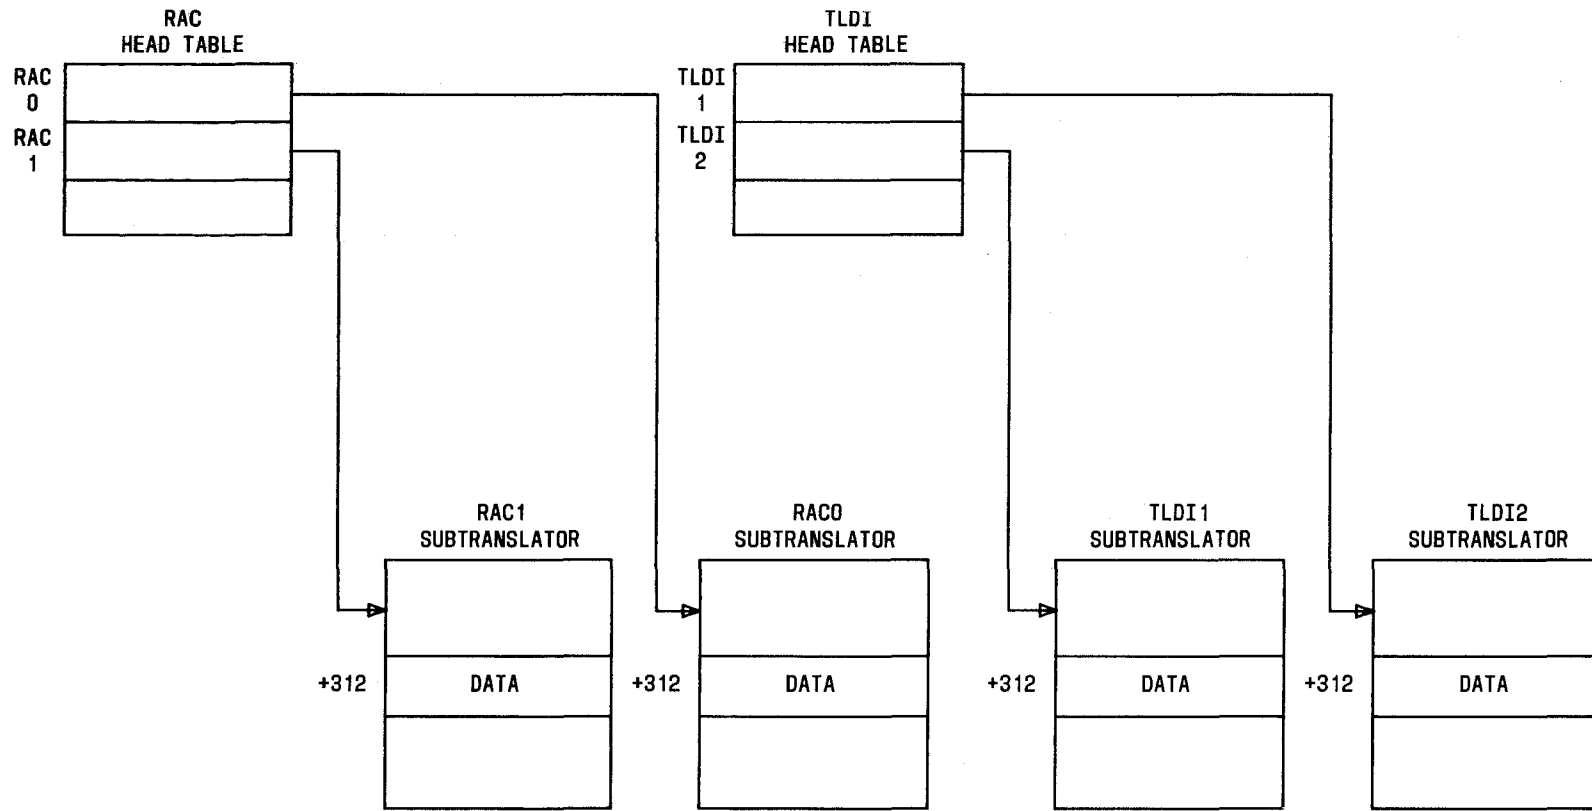 RAC
HEAD TABLE
TLDI
HEAD TABLE
RAC
0
RAC
1
TLDI
1
TLDI
2
RAC1
SUBTRANSLATOR
RAC0
SUBTRANSLATOR
TLDI1
SUBTRANSLATOR
TLDI2
SUBTRANSLATOR
+312 DATA
+312 DATA
+312 DATA
+312 DATA